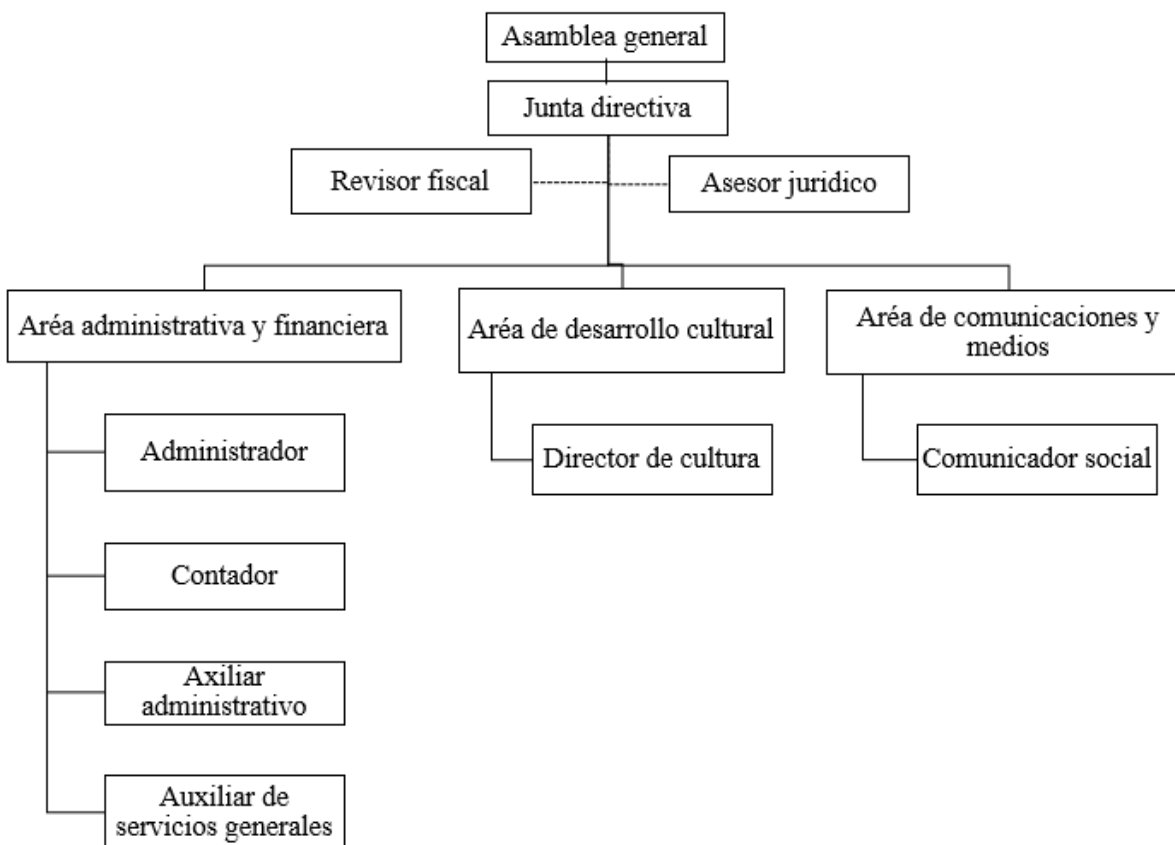 Asamblea general
Junta directiva
Revisor fiscal
Asesor juridico
Aréa administrativa y financiera
Aréa de desarrollo cultural
Aréa de comunicaciones y
medios
Administrador
Director de cultura
Comunicador social
Contador
Axiliar
administrativo
Auxiliar de
servicios generales